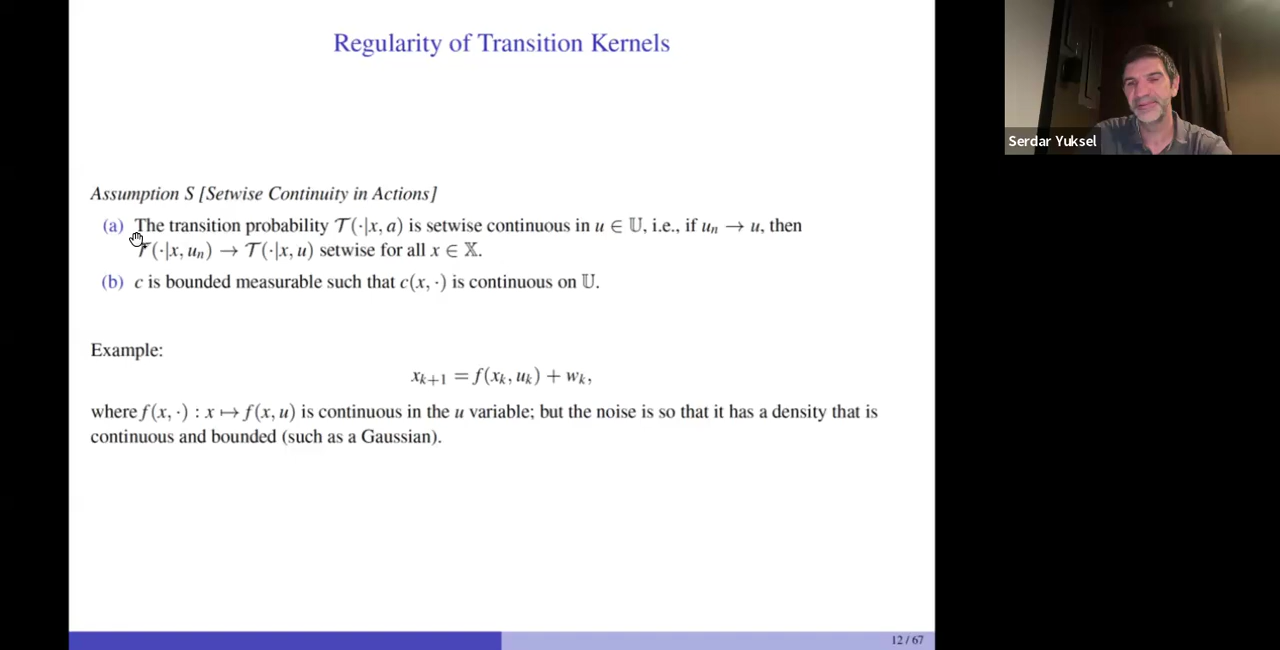 Regularity of Transition Kernels
Serdar Yuksel
Assumption S [Setwise Continuity in Actions]
(a) The transition probability 𝒯(·|x, a) is setwise continuous in u ∈ 𝕌, i.e., if uₙ → u, then
𝒯(·|x, uₙ) → 𝒯(·|x, u) setwise for all x ∈ 𝕏.
(b) c is bounded measurable such that c(x, ·) is continuous on 𝕌.
Example:
xₖ₊₁ = f(xₖ, uₖ) + wₖ,
where f(x, ·) : x ↦ f(x, u) is continuous in the u variable; but the noise is so that it has a density that is
continuous and bounded (such as a Gaussian).
12 / 67